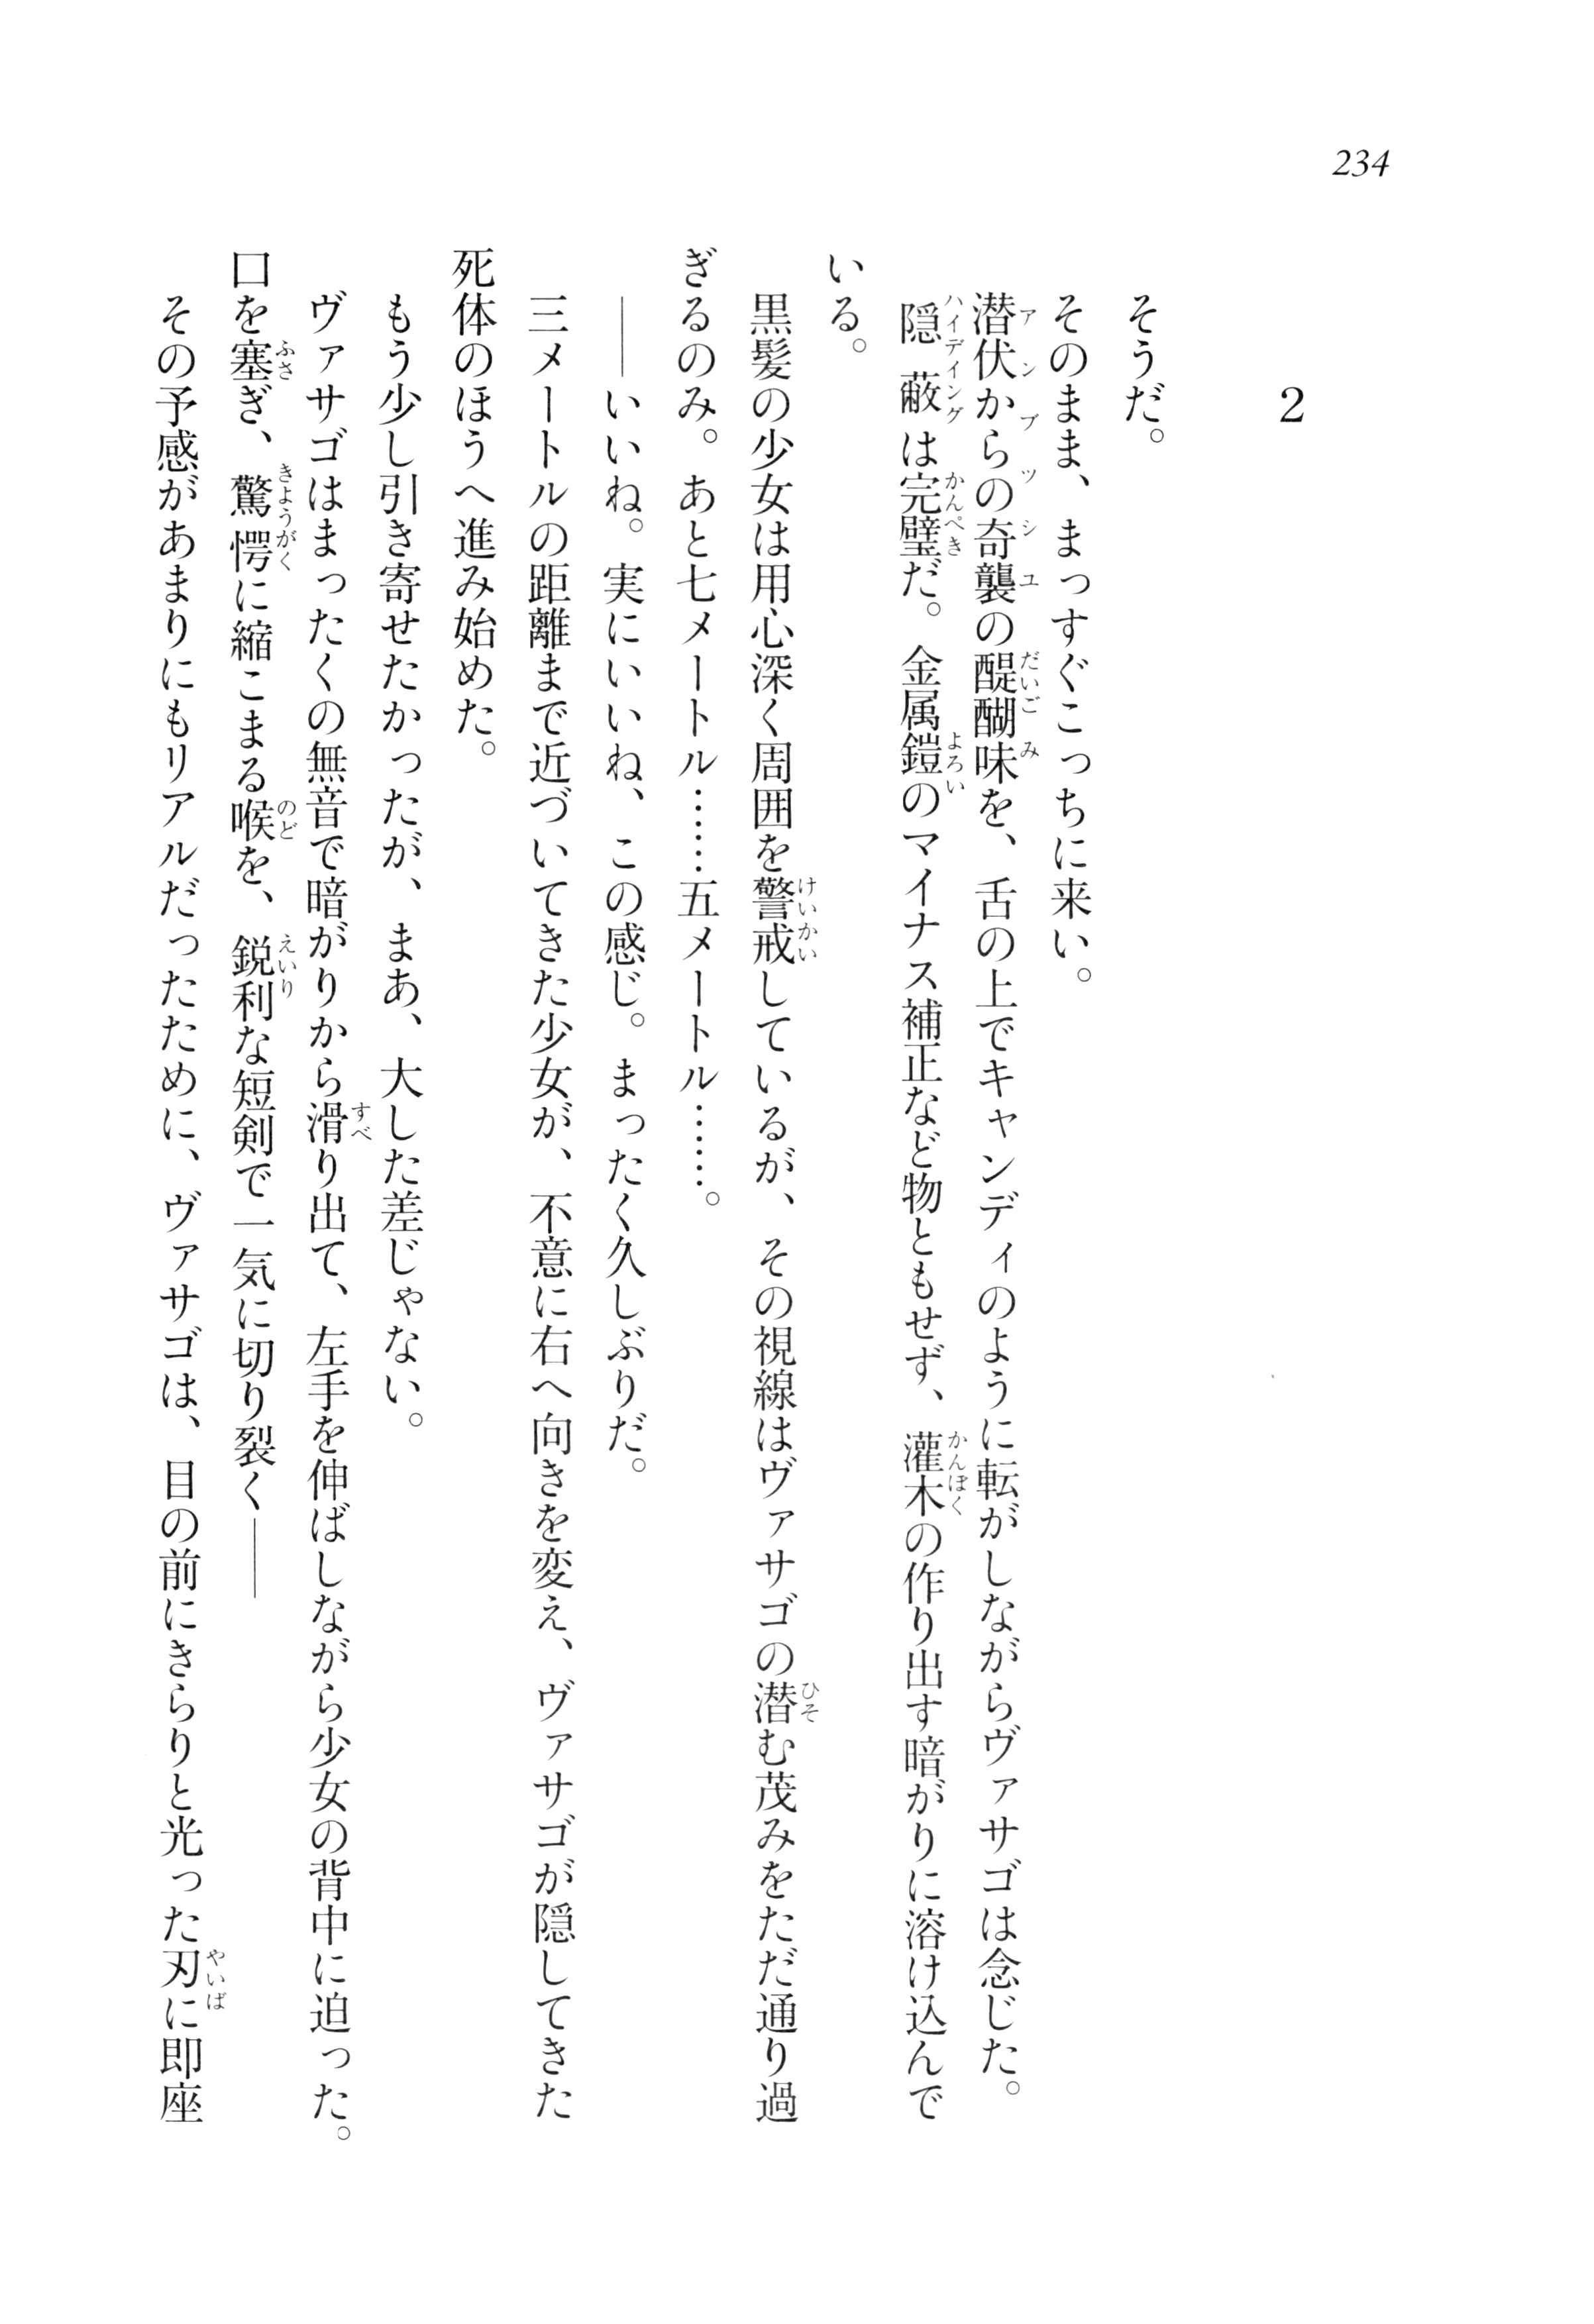 234
2
そうだ。
そのまま、まっすぐこっちに来い。
潜伏からの奇襲の醍醐味を、舌の上でキャンディのように転がしながらヴァサゴは念じた。
隠蔽は完璧だ。金属鎧のマイナス補正など物ともせず、灌木の作り出す暗がりに溶け込んで
いる。
黒髪の少女は用心深く周囲を警戒しているが、その視線はヴァサゴの潜む茂みをただ通り過
ぎるのみ。あと七メートル……五メートル……。
――いいね。実にいいね、この感じ。まったく久しぶりだ。
三メートルの距離まで近づいてきた少女が、不意に右へ向きを変え、ヴァサゴが隠してきた
死体のほうへ進み始めた。
もう少し引き寄せたかったが、まあ、大した差じゃない。
ヴァサゴはまったくの無音で暗がりから滑り出て、左手を伸ばしながら少女の背中に迫った。
口を塞ぎ、驚愕に縮こまる喉を、鋭利な短剣で一気に切り裂く――
その予感があまりにもリアルだったために、ヴァサゴは、目の前にきらりと光った刃に即座